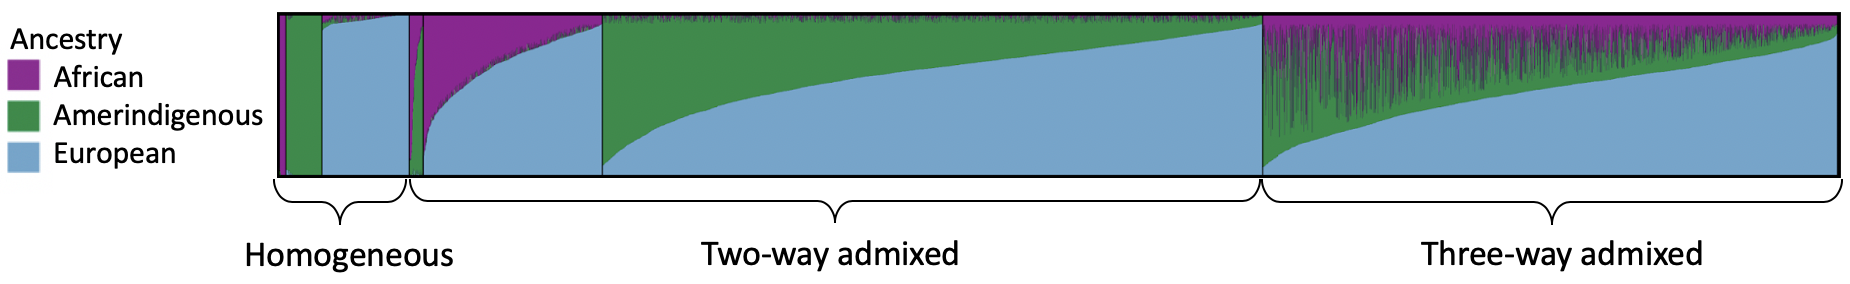 Ancestry
African
Amerindigenous
European
Homogeneous
Two-way admixed
Three-way admixed